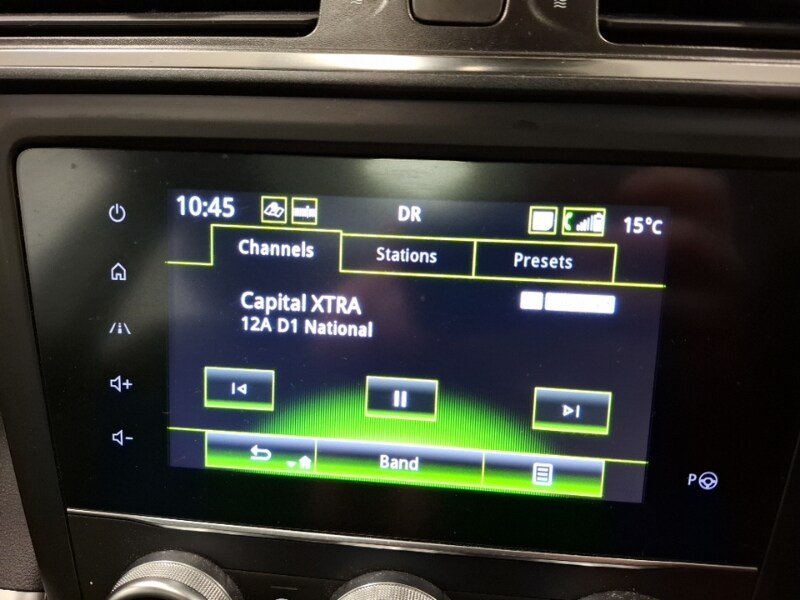 10:45 DR 15°C
Channels Stations Presets
Capital XTRA
12A D1 National
Band
P